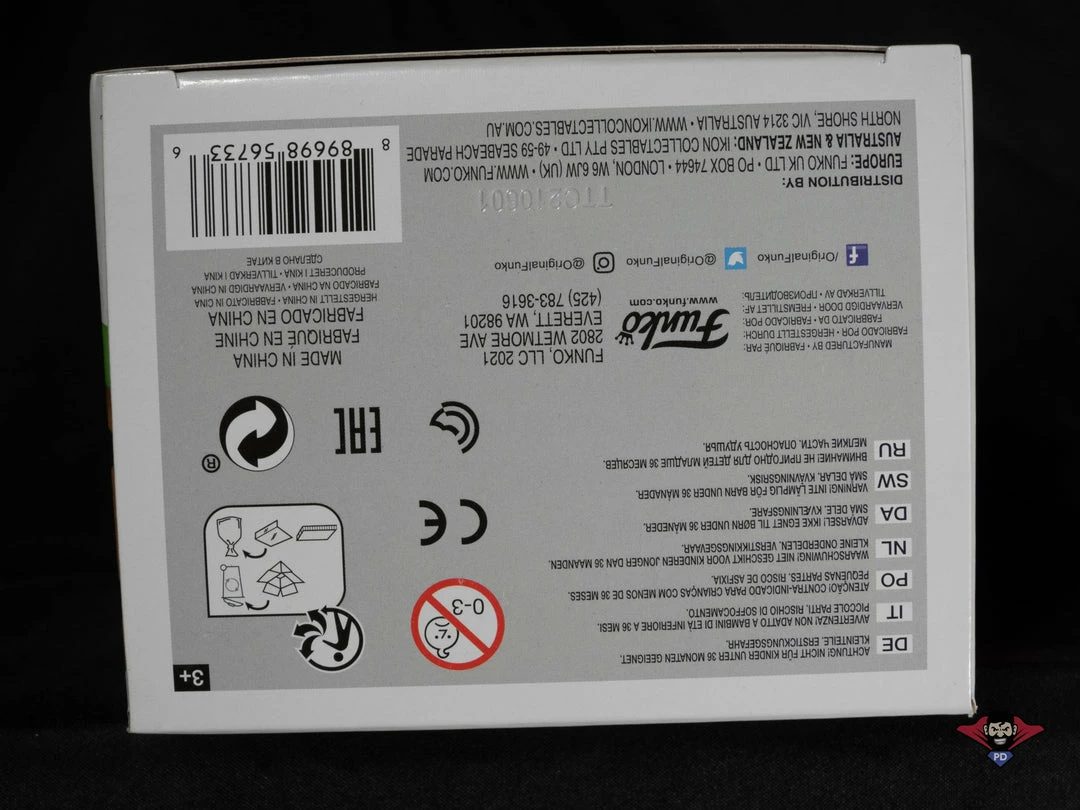 3+
0-3
CE
EAC
®
DE
ACHTUNG! NICHT FÜR KINDER UNTER 36 MONATEN GEEIGNET.
KLEINTEILE. ERSTICKUNGSGEFAHR.
IT
AVVERTENZA! NON ADATTO A BAMBINI DI ETÀ INFERIORE A 36 MESI.
PICCOLE PARTI. RISCHIO DI SOFFOCAMENTO.
PO
ATENÇÃO! CONTRA-INDICADO PARA CRIANÇAS COM MENOS DE 36 MESES.
PEQUENAS PARTES. RISCO DE ASFIXIA.
NL
WAARSCHUWING! NIET GESCHIKT VOOR KINDEREN JONGER DAN 36 MAANDEN.
KLEINE ONDERDELEN. VERSTIKKINGSGEVAAR.
DA
ADVARSEL! IKKE EGNET TIL BØRN UNDER 36 MÅNEDER.
SMÅ DELE. KVÆLNINGSFARE.
SW
VARNING! INTE LÄMPLIG FÖR BARN UNDER 36 MÅNADER.
SMÅ DELAR. KVÄVNINGSRISK.
RU
ВНИМАНИЕ! НЕ ПРИГОДНО ДЛЯ ДЕТЕЙ МЛАДШЕ 36 МЕСЯЦЕВ.
МЕЛКИЕ ЧАСТИ. ОПАСНОСТЬ УДУШЬЯ.
MANUFACTURED BY • FABRIQUÉ PAR:
FABRICADO POR • HERGESTELLT DURCH:
FABBRICATO DA • FABRICADO POR:
VERVAARDIGD DOOR • FREMSTILLET AF:
TILLVERKAD AV • ПРОИЗВОДИТЕЛЬ:
Funko
www.funko.com
FUNKO, LLC 2021
2802 WETMORE AVE
EVERETT, WA 98201
(425) 783-3616
MADE IN CHINA
FABRIQUÉ EN CHINE
FABRICADO EN CHINA
HERGESTELLT IN CHINA • FABBRICATO IN CINA
FABRICADO NA CHINA • VERVAARDIGD IN CHINA
PRODUCERET I KINA • TILLVERKAD I KINA
СДЕЛАНО В КИТАЕ
/OriginalFunko
@OriginalFunko
@OriginalFunko
TTC210601
DISTRIBUTION BY:
EUROPE: FUNKO UK LTD • PO BOX 74644 • LONDON, W6 6JW (UK) • WWW.FUNKO.COM
AUSTRALIA & NEW ZEALAND: IKON COLLECTABLES PTY LTD • 49-59 SEABEACH PARADE
NORTH SHORE, VIC 3214 AUSTRALIA • WWW.IKONCOLLECTABLES.COM.AU
8 89698 56733 6
PD